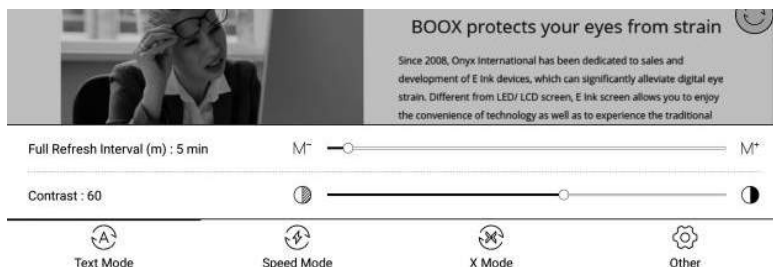 BOOX protects your eyes from strain
Since 2008, Onyx International has been dedicated to sales and
development of E Ink devices, which can significantly alleviate digital eye
strain. Different from LED/ LCD screen, E Ink screen allows you to enjoy
the convenience of technology as well as to experience the traditional
Full Refresh Interval (m) : 5 min
M-
M+
Contrast : 60
A
Text Mode
Speed Mode
X Mode
Other